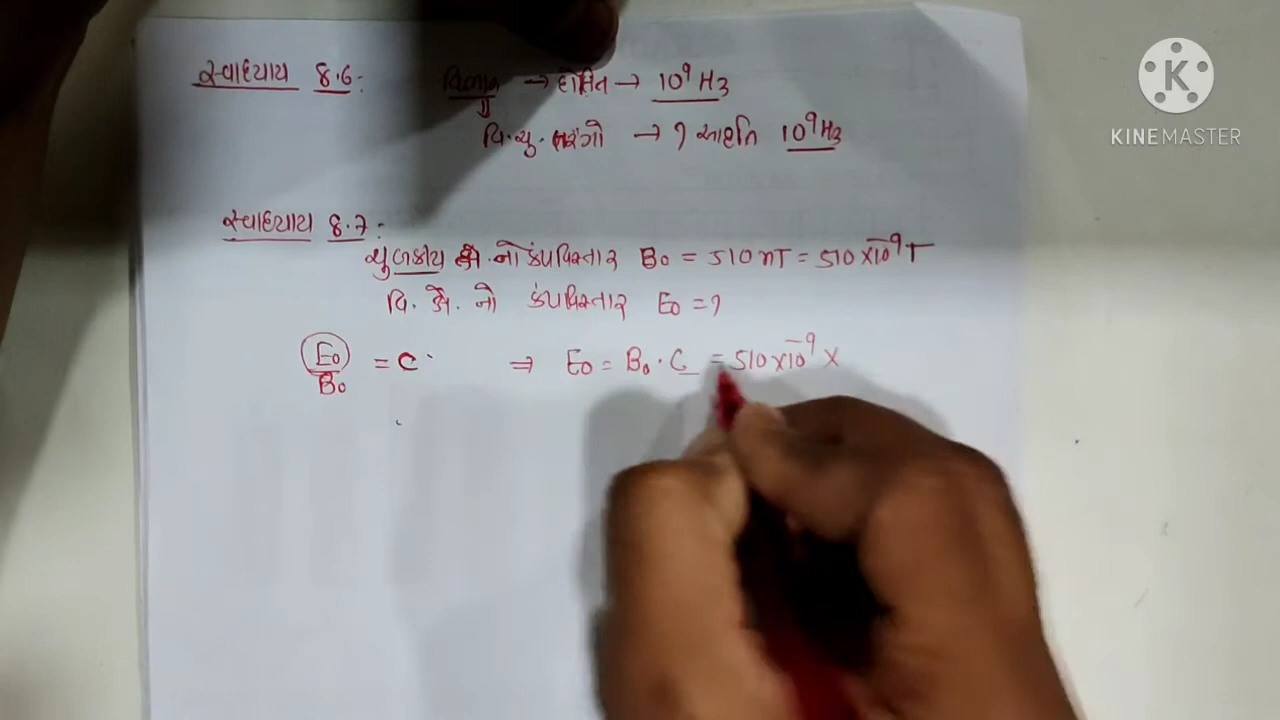 સ્વાધ્યાય 8.6:
→ દોલિત → 10⁹ Hz
વિ.ચુ. તરંગો → ? આવૃત્તિ 10⁹ Hz
સ્વાધ્યાય 8.7:
ચુંબકીય ક્ષે. નો કંપવિસ્તાર B₀ = 510 nT = 510 × 10⁻⁹ T
વિ. ક્ષે. નો કંપવિસ્તાર E₀ = ?
E₀/B₀ = C ⇒ E₀ = B₀ · C = 510 × 10⁻⁹ ×
KINEMASTER